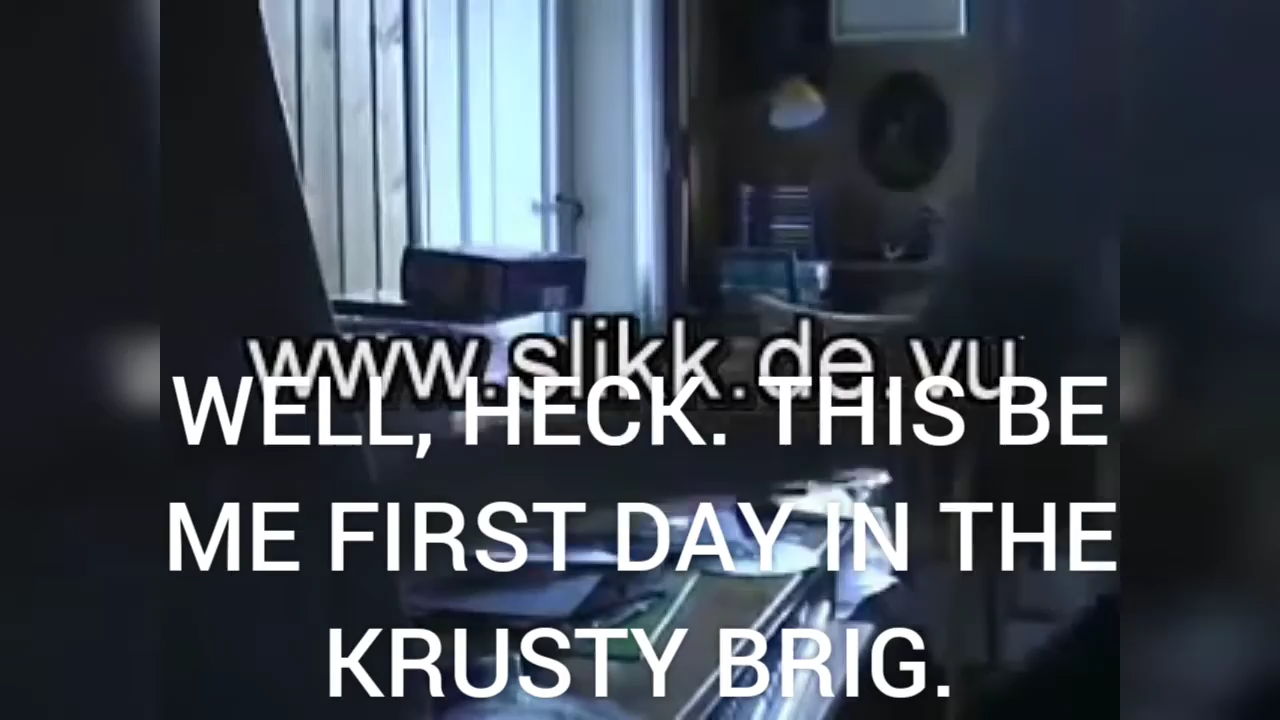 www.slikk.de.vu
WELL, HECK. THIS BE
ME FIRST DAY IN THE
KRUSTY BRIG.